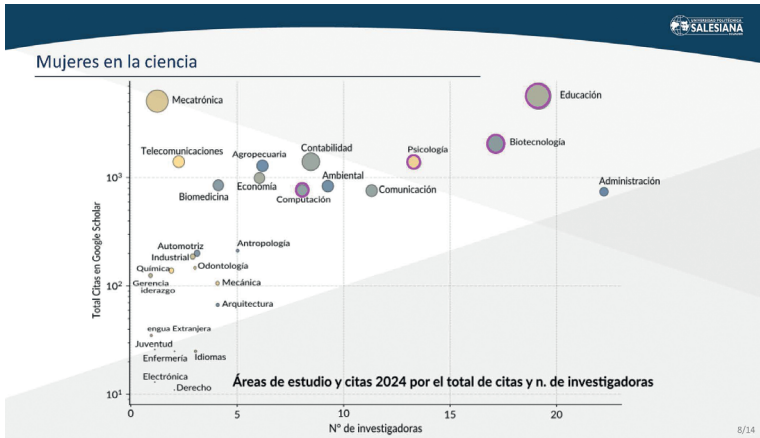 UNIVERSIDAD POLITÉCNICA
SALESIANA
Mujeres en la ciencia
Mecatrónica
Educación
Telecomunicaciones
Contabilidad
Psicología
Biotecnología
Agropecuaria
Ambiental
Economía
Computación
Comunicación
Administración
Biomedicina
Automotriz
Antropología
Industrial
Química
Odontología
Gerencia
iderazgo
Mecánica
Arquitectura
engua Extranjera
Juventud
Enfermería
Idiomas
Electrónica
Derecho
Total Citas en Google Scholar
10³
10²
10¹
Áreas de estudio y citas 2024 por el total de citas y n. de investigadoras
0 5 10 15 20
N° de investigadoras
8/14